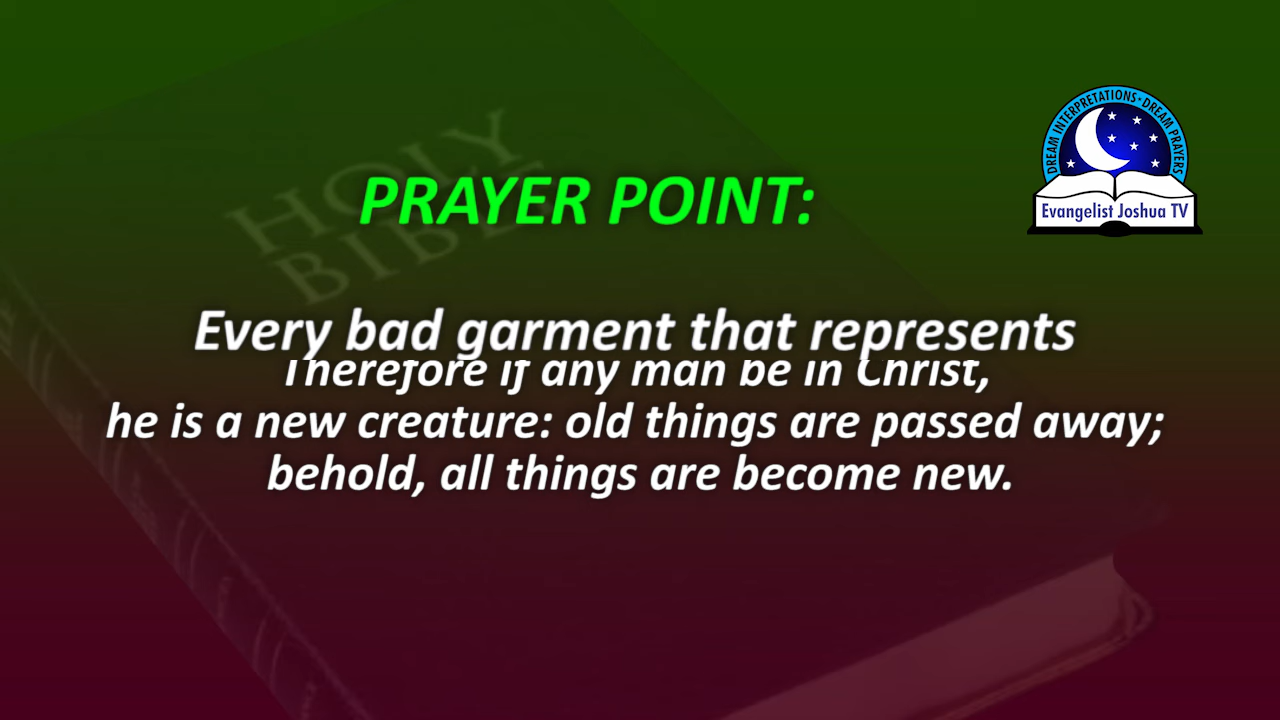 HOLY
BIBLE
DREAM INTERPRETATIONS · DREAM PRAYERS
Evangelist Joshua TV
PRAYER POINT:
Every bad garment that represents
Therefore if any man be in Christ,
he is a new creature: old things are passed away;
behold, all things are become new.